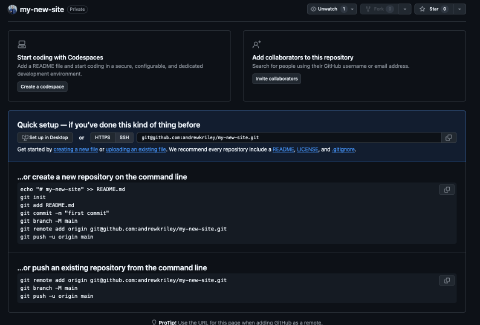 my-new-site Private
Unwatch 1
Fork 0
Star 0
Start coding with Codespaces
Add a README file and start coding in a secure, configurable, and dedicated
development environment.
Create a codespace
Add collaborators to this repository
Search for people using their GitHub username or email address.
Invite collaborators
Quick setup — if you've done this kind of thing before
Set up in Desktop or HTTPS SSH git@github.com:andrewkriley/my-new-site.git
Get started by creating a new file or uploading an existing file. We recommend every repository include a README, LICENSE, and .gitignore.
...or create a new repository on the command line
echo "# my-new-site" >> README.md
git init
git add README.md
git commit -m "first commit"
git branch -M main
git remote add origin git@github.com:andrewkriley/my-new-site.git
git push -u origin main
...or push an existing repository from the command line
git remote add origin git@github.com:andrewkriley/my-new-site.git
git branch -M main
git push -u origin main
ProTip! Use the URL for this page when adding GitHub as a remote.